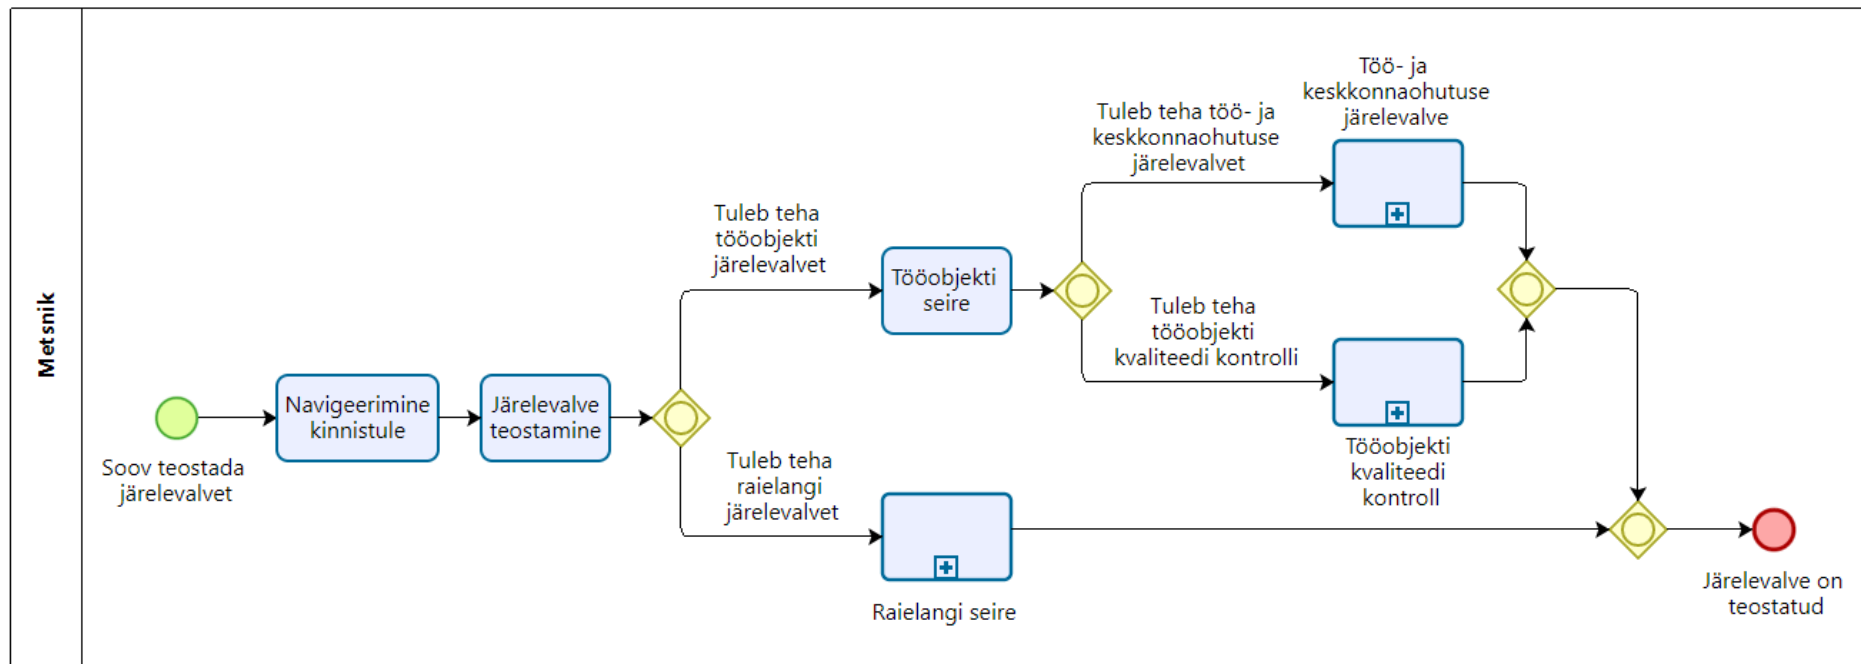 Metsnik
Soov teostada
järelevalvet
Navigeerimine
kinnistule
Järelevalve
teostamine
Tuleb teha
tööobjekti
järelevalvet
Tööobjekti
seire
Tuleb teha töö- ja
keskkonnaohutuse
järelevalvet
Töö- ja
keskkonnaohutuse
järelevalve
Tuleb teha
tööobjekti
kvaliteedi kontrolli
Tööobjekti
kvaliteedi
kontroll
Tuleb teha
raielangi
järelevalvet
Raielangi seire
Järelevalve on
teostatud